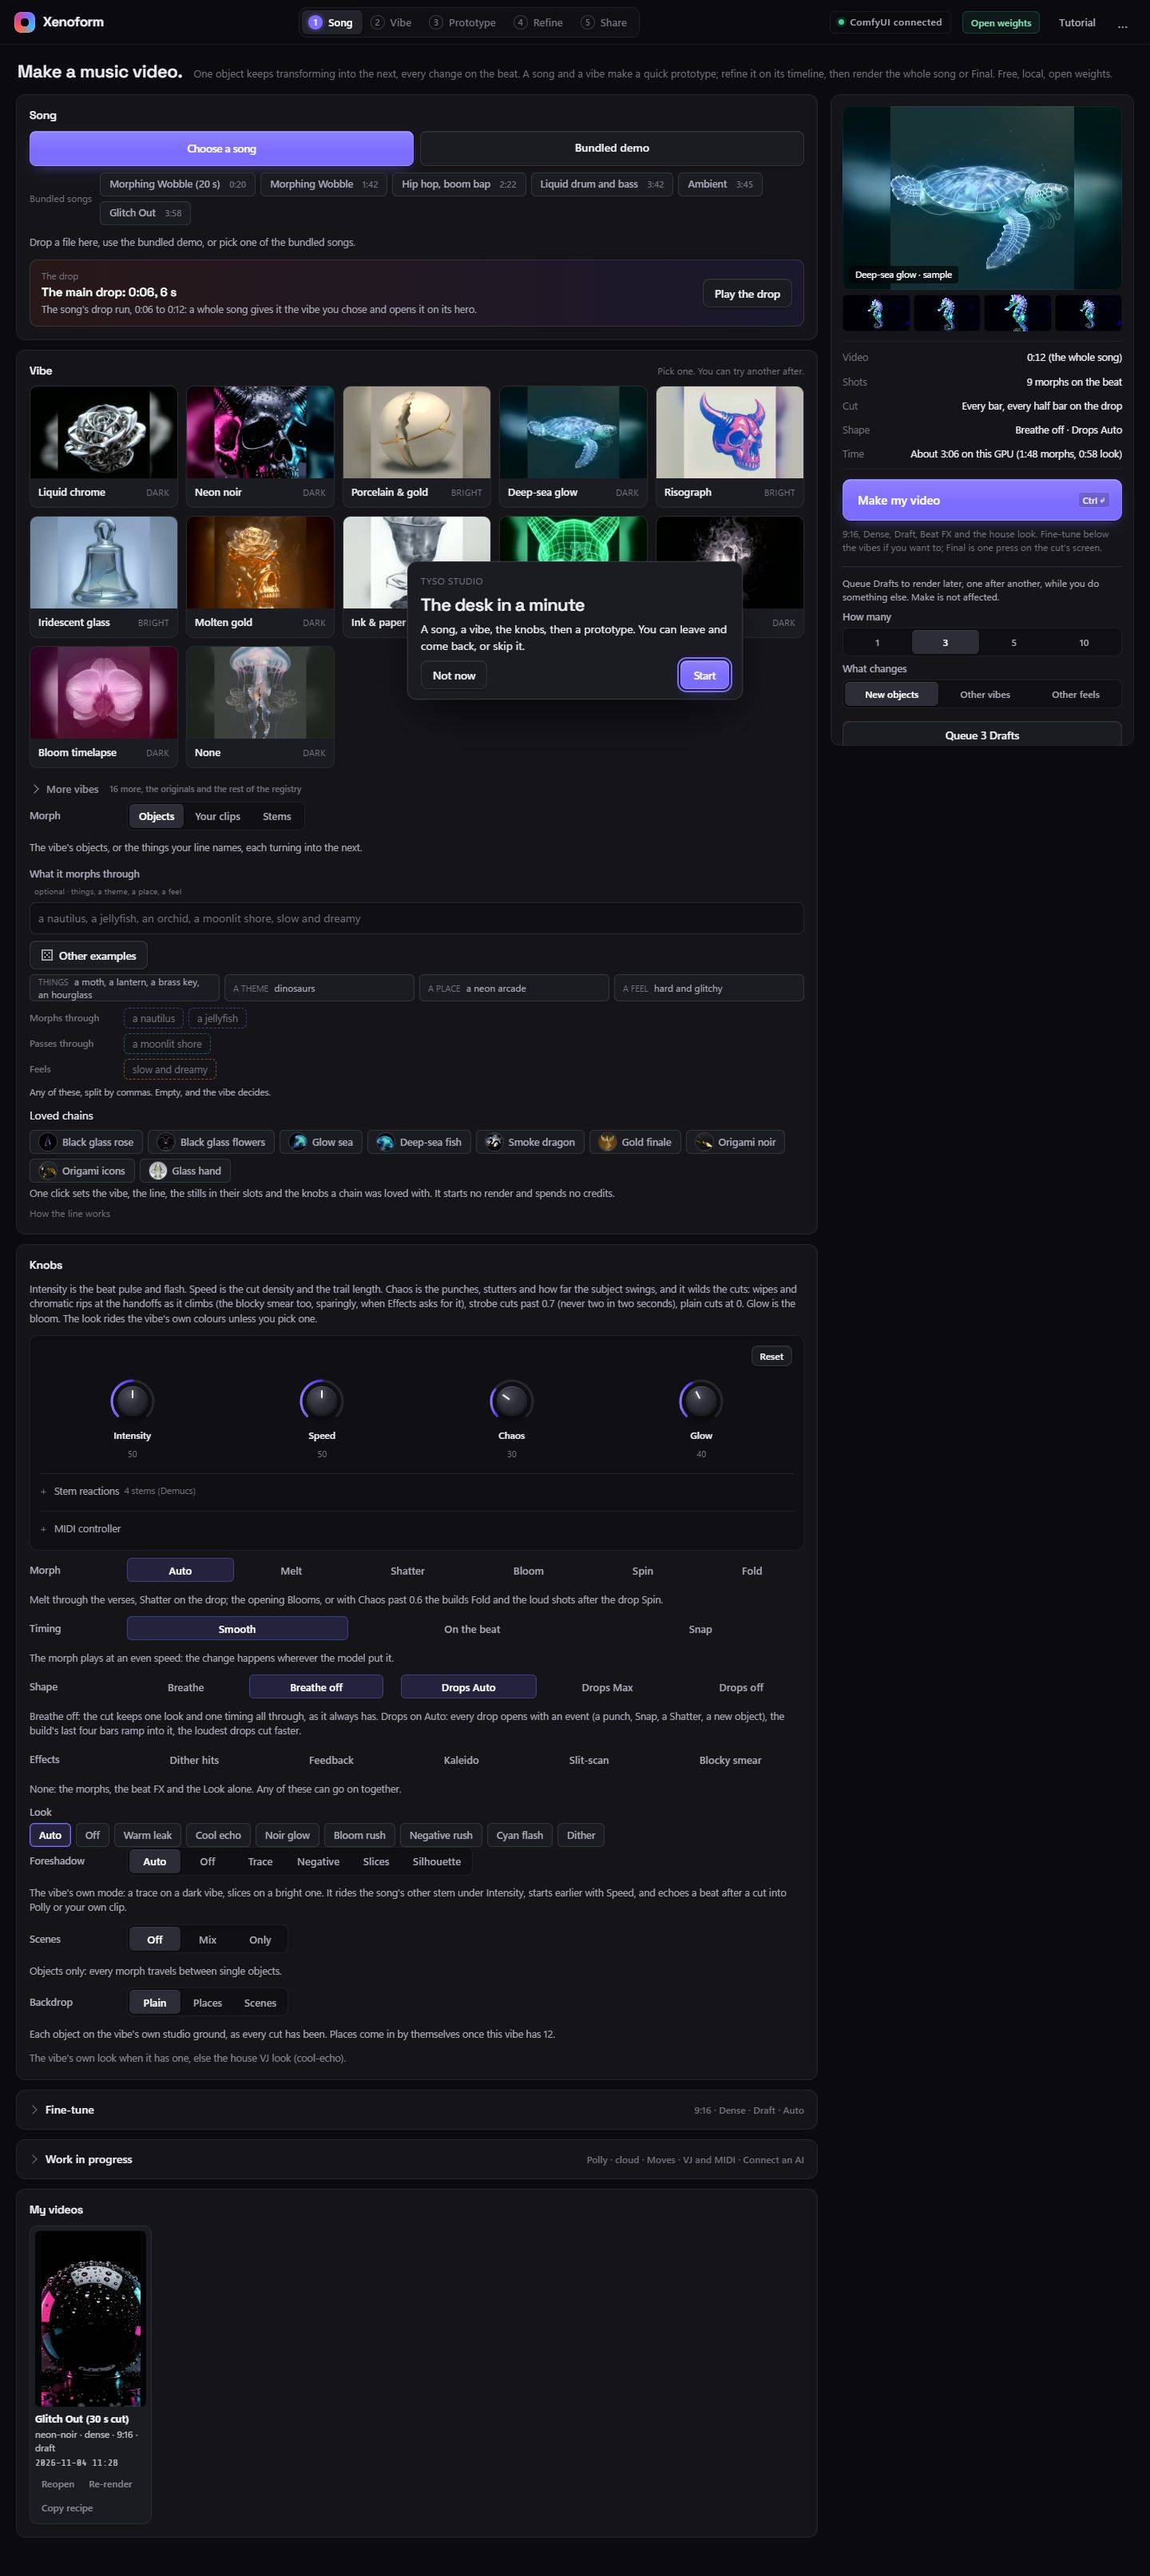 Xenoform
1 Song
2 Vibe
3 Prototype
4 Refine
5 Share
ComfyUI connected
Open weights
Tutorial
...
Make a music video.
One object keeps transforming into the next, every change on the beat. A song and a vibe make a quick prototype; refine it on its timeline, then render the whole song or Final. Free, local, open weights.
Song
Choose a song
Bundled demo
Bundled songs
Morphing Wobble (20 s) 0:20
Morphing Wobble 1:42
Hip hop, boom bap 2:22
Liquid drum and bass 3:42
Ambient 3:45
Glitch Out 3:58
Drop a file here, use the bundled demo, or pick one of the bundled songs.
The drop
The main drop: 0:06, 6 s
The song's drop run, 0:06 to 0:12: a whole song gives it the vibe you chose and opens it on its hero.
Play the drop
Vibe
Pick one. You can try another after.
Liquid chrome DARK
Neon noir DARK
Porcelain & gold BRIGHT
Deep-sea glow DARK
Risograph BRIGHT
Iridescent glass BRIGHT
Molten gold DARK
Ink & paper
DARK
Bloom timelapse DARK
None DARK
TYSO STUDIO
The desk in a minute
A song, a vibe, the knobs, then a prototype. You can leave and
come back, or skip it.
Not now
Start
More vibes 16 more, the originals and the rest of the registry
Morph
Objects
Your clips
Stems
The vibe's objects, or the things your line names, each turning into the next.
What it morphs through
optional · things, a theme, a place, a feel
a nautilus, a jellyfish, an orchid, a moonlit shore, slow and dreamy
Other examples
THINGS a moth, a lantern, a brass key,
an hourglass
A THEME dinosaurs
A PLACE a neon arcade
A FEEL hard and glitchy
Morphs through
a nautilus
a jellyfish
Passes through
a moonlit shore
Feels
slow and dreamy
Any of these, split by commas. Empty, and the vibe decides.
Loved chains
Black glass rose
Black glass flowers
Glow sea
Deep-sea fish
Smoke dragon
Gold finale
Origami noir
Origami icons
Glass hand
One click sets the vibe, the line, the stills in their slots and the knobs a chain was loved with. It starts no render and spends no credits.
How the line works
Knobs
Intensity is the beat pulse and flash. Speed is the cut density and the trail length. Chaos is the punches, stutters and how far the subject swings, and it wilds the cuts: wipes and
chromatic rips at the handoffs as it climbs (the blocky smear too, sparingly, when Effects asks for it), strobe cuts past 0.7 (never two in two seconds), plain cuts at 0. Glow is the
bloom. The look rides the vibe's own colours unless you pick one.
Reset
Intensity
Speed
Chaos
Glow
50
50
30
40
+ Stem reactions 4 stems (Demucs)
+ MIDI controller
Morph
Auto
Melt
Shatter
Bloom
Spin
Fold
Melt through the verses, Shatter on the drop; the opening Blooms, or with Chaos past 0.6 the builds Fold and the loud shots after the drop Spin.
Timing
Smooth
On the beat
Snap
The morph plays at an even speed: the change happens wherever the model put it.
Shape
Breathe
Breathe off
Drops Auto
Drops Max
Drops off
Breathe off: the cut keeps one look and one timing all through, as it always has. Drops on Auto: every drop opens with an event (a punch, Snap, a Shatter, a new object), the
build's last four bars ramp into it, the loudest drops cut faster.
Effects
Dither hits
Feedback
Kaleido
Slit-scan
Blocky smear
None: the morphs, the beat FX and the Look alone. Any of these can go on together.
Look
Auto
Off
Warm leak
Cool echo
Noir glow
Bloom rush
Negative rush
Cyan flash
Dither
Foreshadow
Auto
Off
Trace
Negative
Slices
Silhouette
The vibe's own mode: a trace on a dark vibe, slices on a bright one. It rides the song's other stem under Intensity, starts earlier with Speed, and echoes a beat after a cut into
Polly or your own clip.
Scenes
Off
Mix
Only
Objects only: every morph travels between single objects.
Backdrop
Plain
Places
Scenes
Each object on the vibe's own studio ground, as every cut has been. Places come in by themselves once this vibe has 12.
The vibe's own look when it has one, else the house VJ look (cool-echo).
Fine-tune
9:16 · Dense · Draft · Auto
Work in progress
Polly · cloud · Moves · VJ and MIDI · Connect an AI
My videos
Glitch Out (30 s cut)
neon-noir · dense · 9:16 ·
draft
2026-11-04 11:28
Reopen
Re-render
Copy recipe
Deep-sea glow · sample
Video 0:12 (the whole song)
Shots 9 morphs on the beat
Cut Every bar, every half bar on the drop
Shape Breathe off · Drops Auto
Time About 3:06 on this GPU (1:48 morphs, 0:58 look)
Make my video Ctrl ↵
9:16, Dense, Draft, Beat FX and the house look. Fine-tune below
the vibes if you want to; Final is one press on the cut's screen.
Queue Drafts to render later, one after another, while you do
something else. Make is not affected.
How many
1
3
5
10
What changes
New objects
Other vibes
Other feels
Queue 3 Drafts